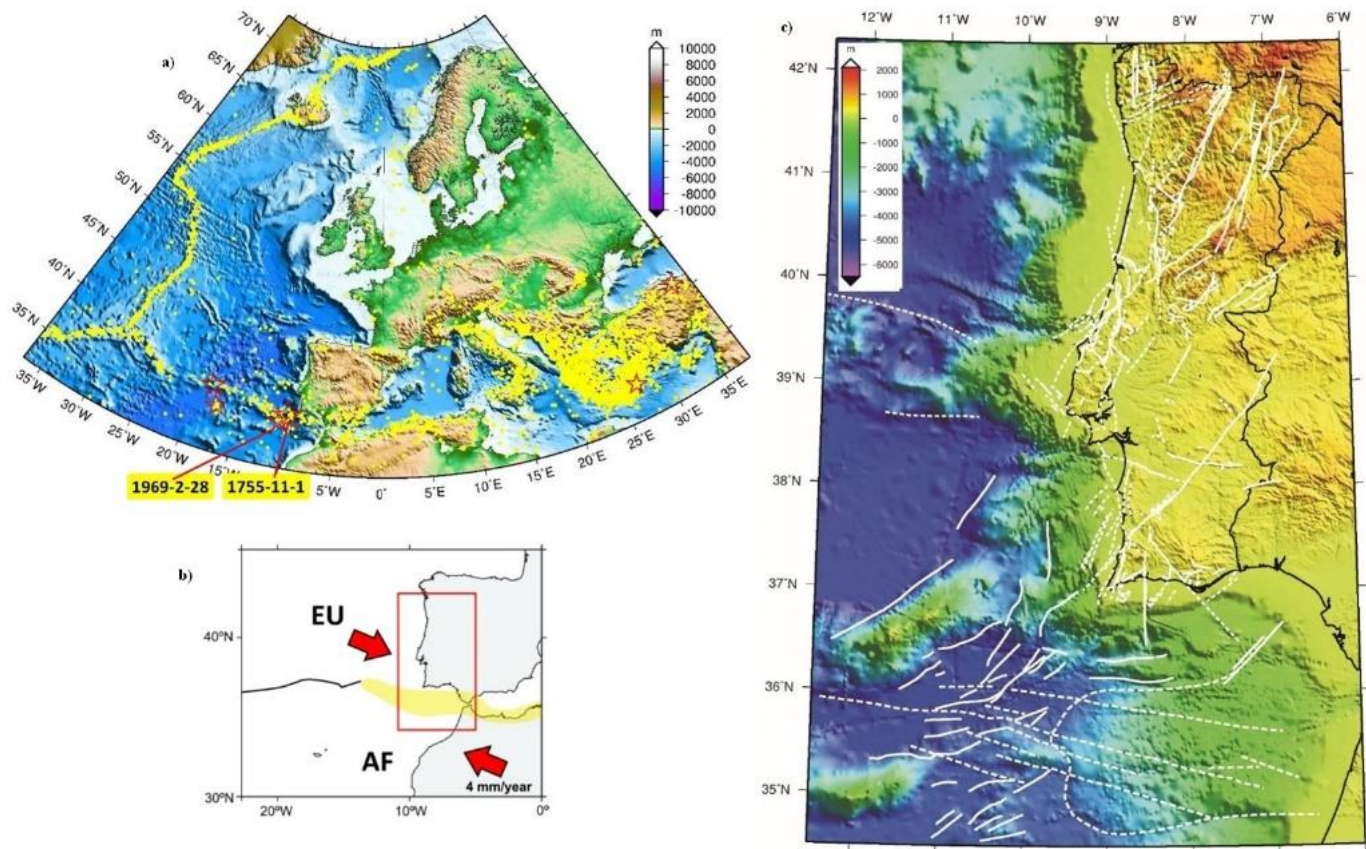 a)
70°N
65°N
60°N
55°N
50°N
45°N
40°N
35°N
35°W
30°W
25°W
20°W
15°W
5°W
0°
5°E
10°E
15°E
20°E
25°E
30°E
35°E
m
10000
8000
6000
4000
2000
0
-2000
-4000
-6000
-8000
-10000
1969-2-28
1755-11-1
b)
EU
AF
4 mm/year
40°N
30°N
20°W
10°W
0°
c)
12°W
11°W
10°W
9°W
8°W
7°W
6°W
m
2000
1000
0
-1000
-2000
-3000
-4000
-5000
-6000
42°N
41°N
40°N
39°N
38°N
37°N
36°N
35°N